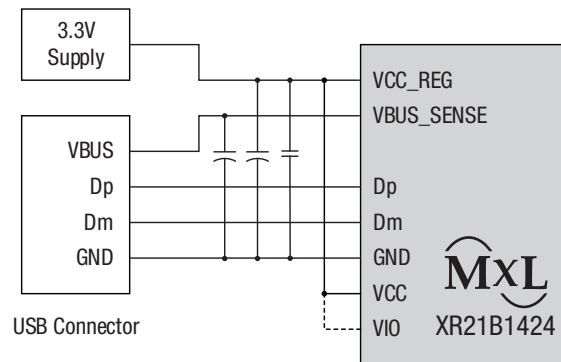 3.3V
Supply
VCC_REG
VBUS_SENSE
VBUS
Dp
Dp
Dm
Dm
GND
GND
MxL
VCC
USB Connector
VIO
XR21B1424